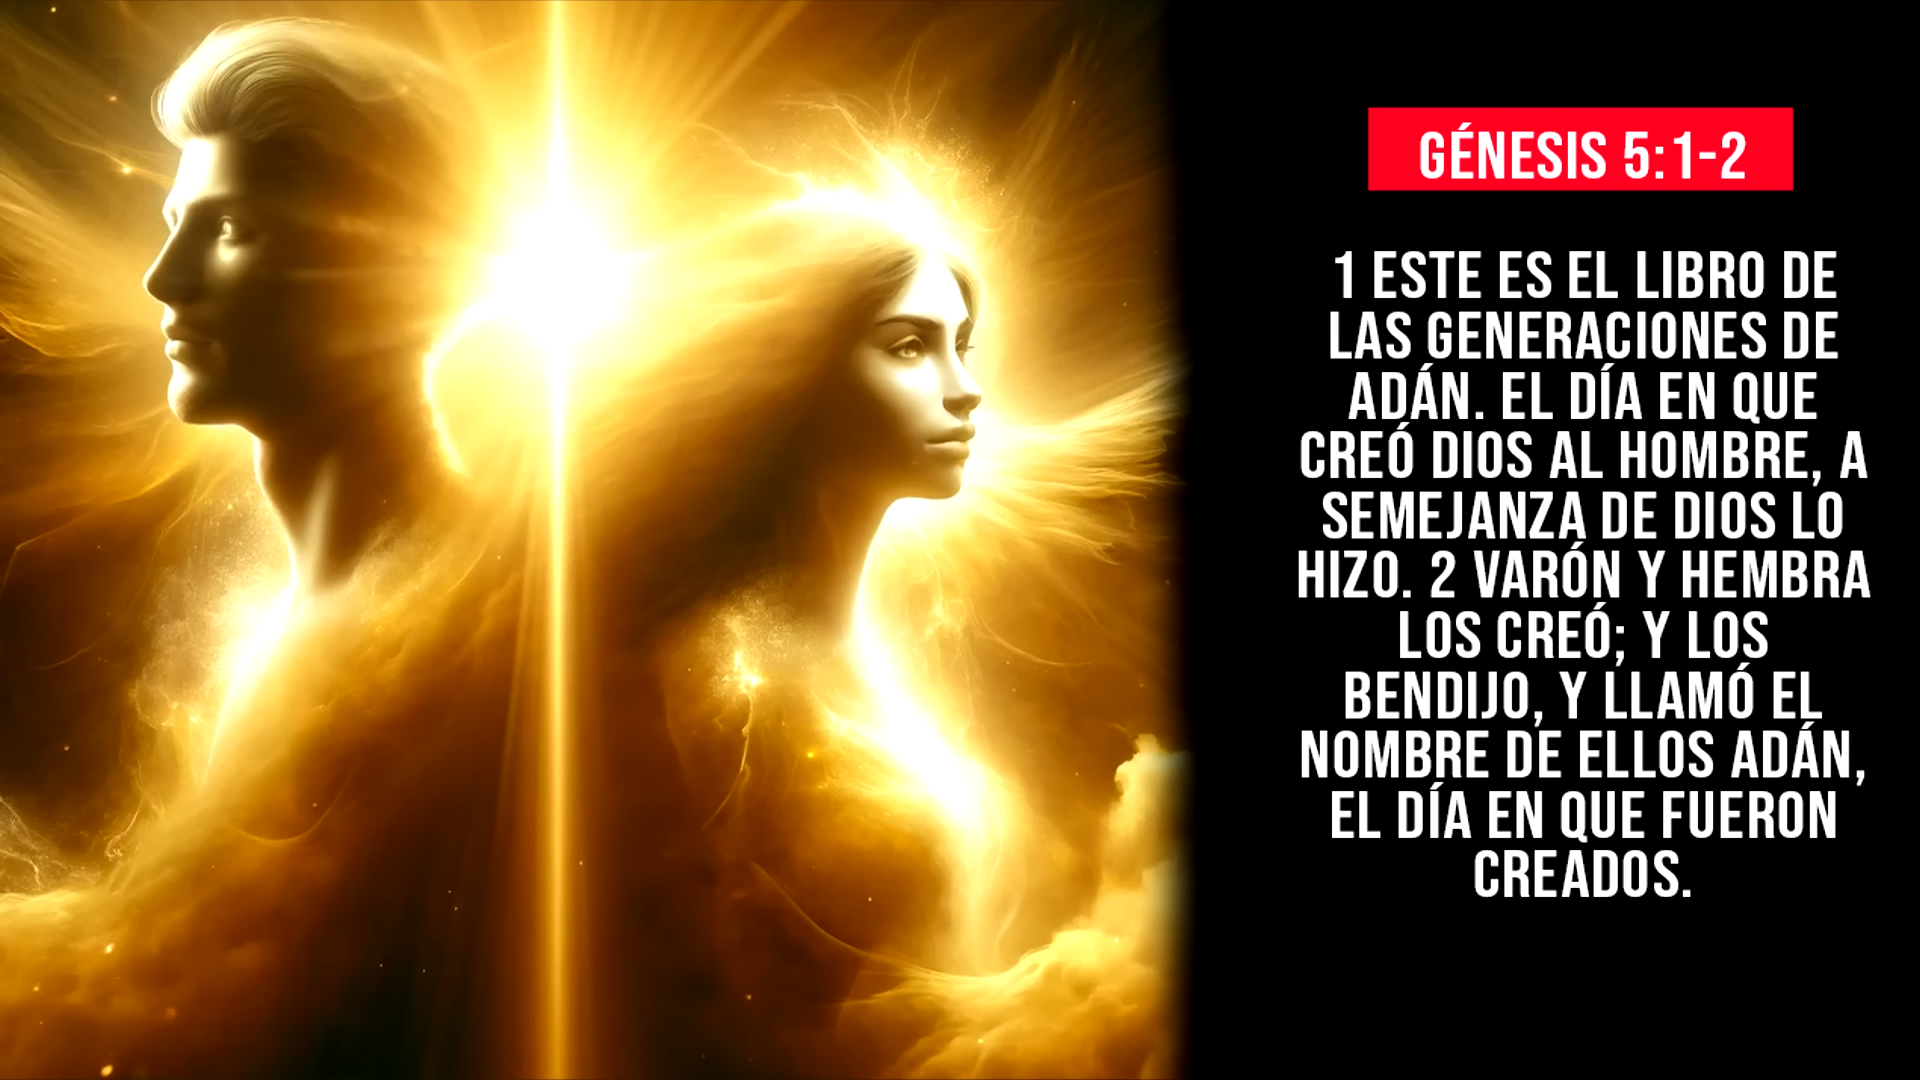 GÉNESIS 5:1-2
1 ESTE ES EL LIBRO DE
LAS GENERACIONES DE
ADÁN. EL DÍA EN QUE
CREÓ DIOS AL HOMBRE, A
SEMEJANZA DE DIOS LO
HIZO. 2 VARÓN Y HEMBRA
LOS CREÓ; Y LOS
BENDIJO, Y LLAMÓ EL
NOMBRE DE ELLOS ADÁN,
EL DÍA EN QUE FUERON
CREADOS.